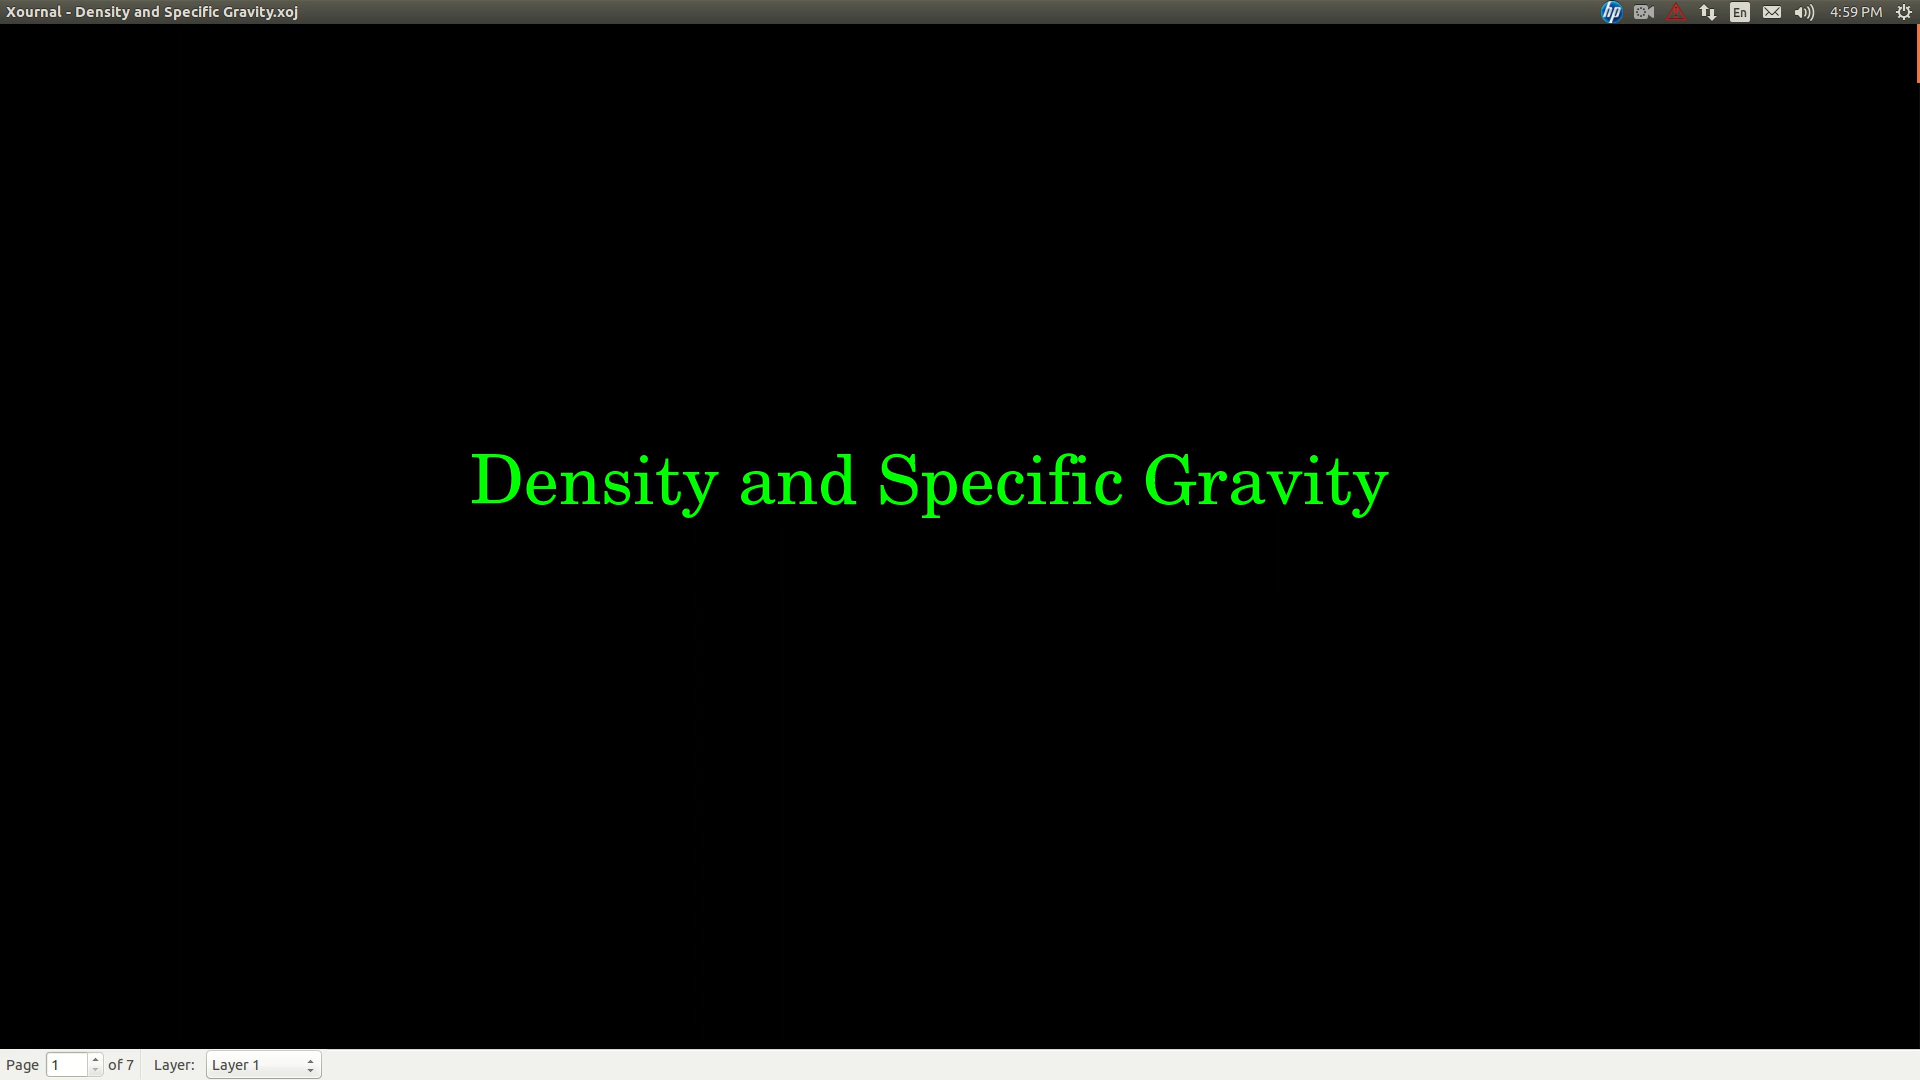 Xournal - Density and Specific Gravity.xoj
hp
En
4:59 PM
Density and Specific Gravity
Page 1 of 7 Layer: Layer 1